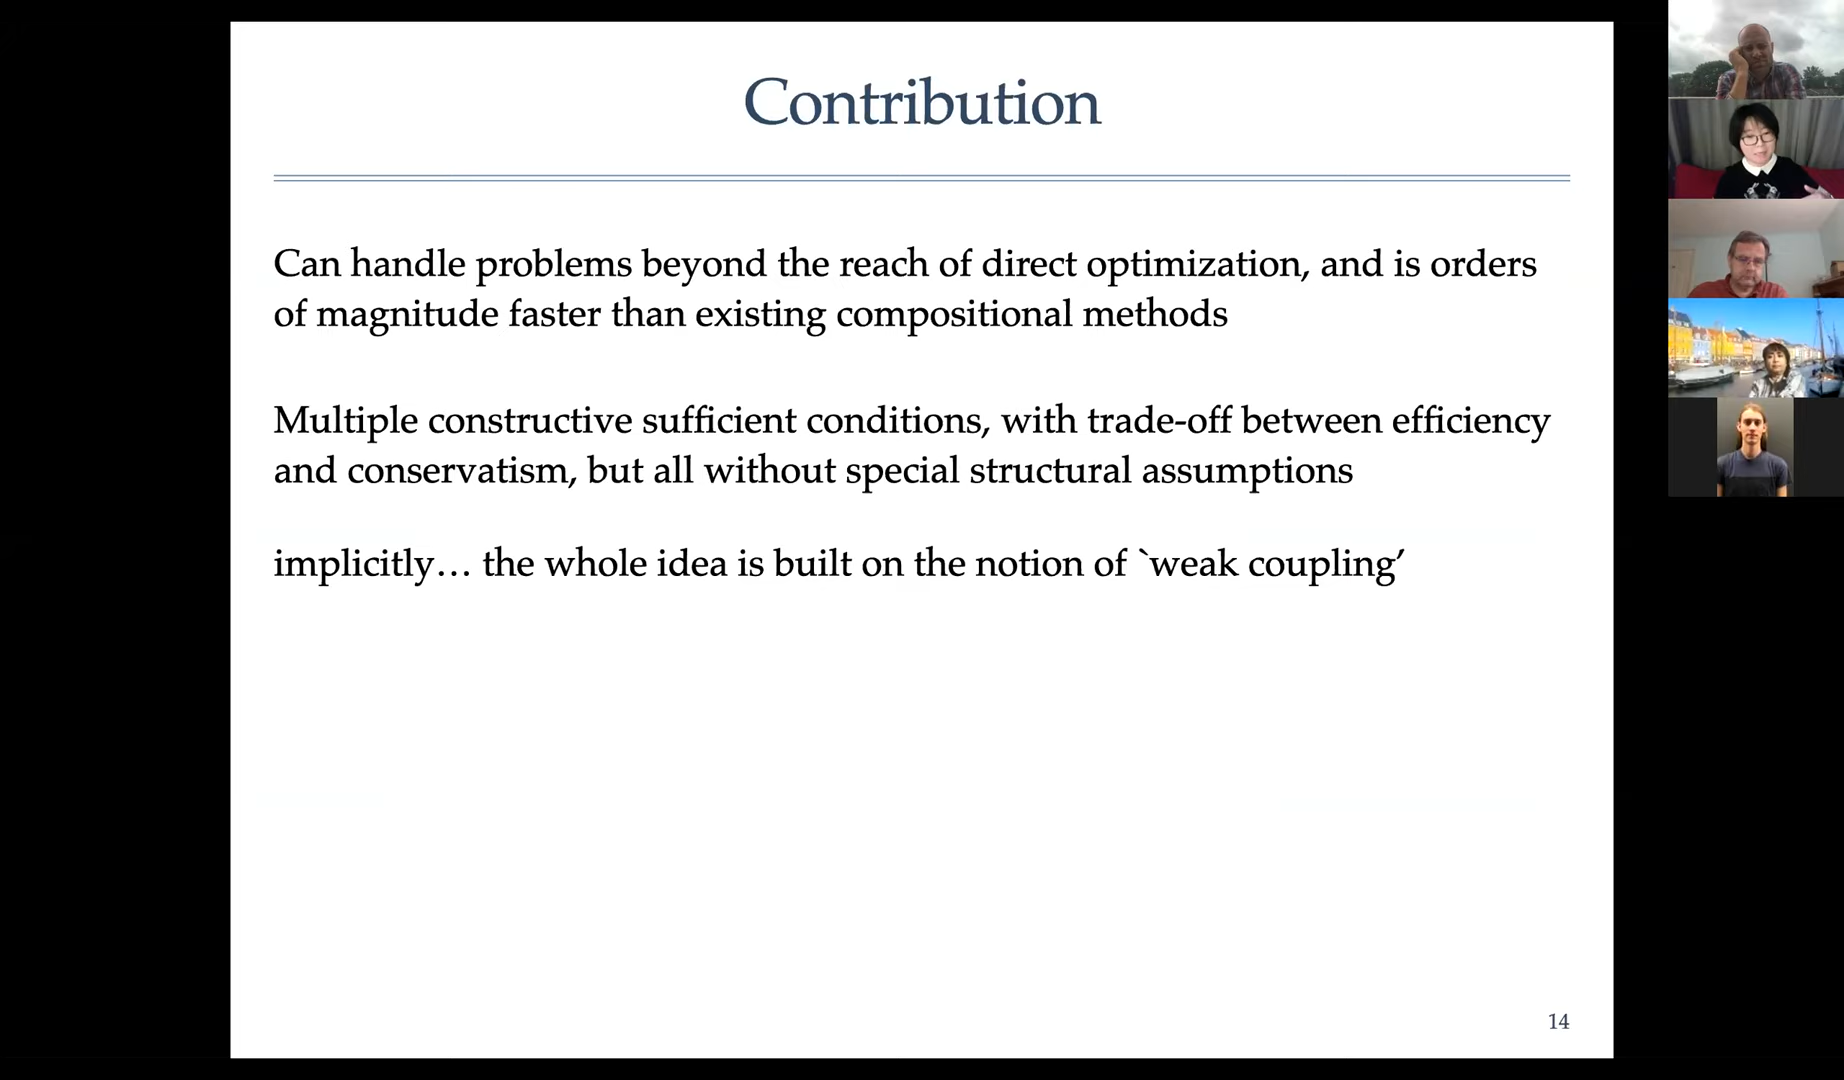 Contribution
Can handle problems beyond the reach of direct optimization, and is orders
of magnitude faster than existing compositional methods
Multiple constructive sufficient conditions, with trade-off between efficiency
and conservatism, but all without special structural assumptions
implicitly… the whole idea is built on the notion of `weak coupling’
14